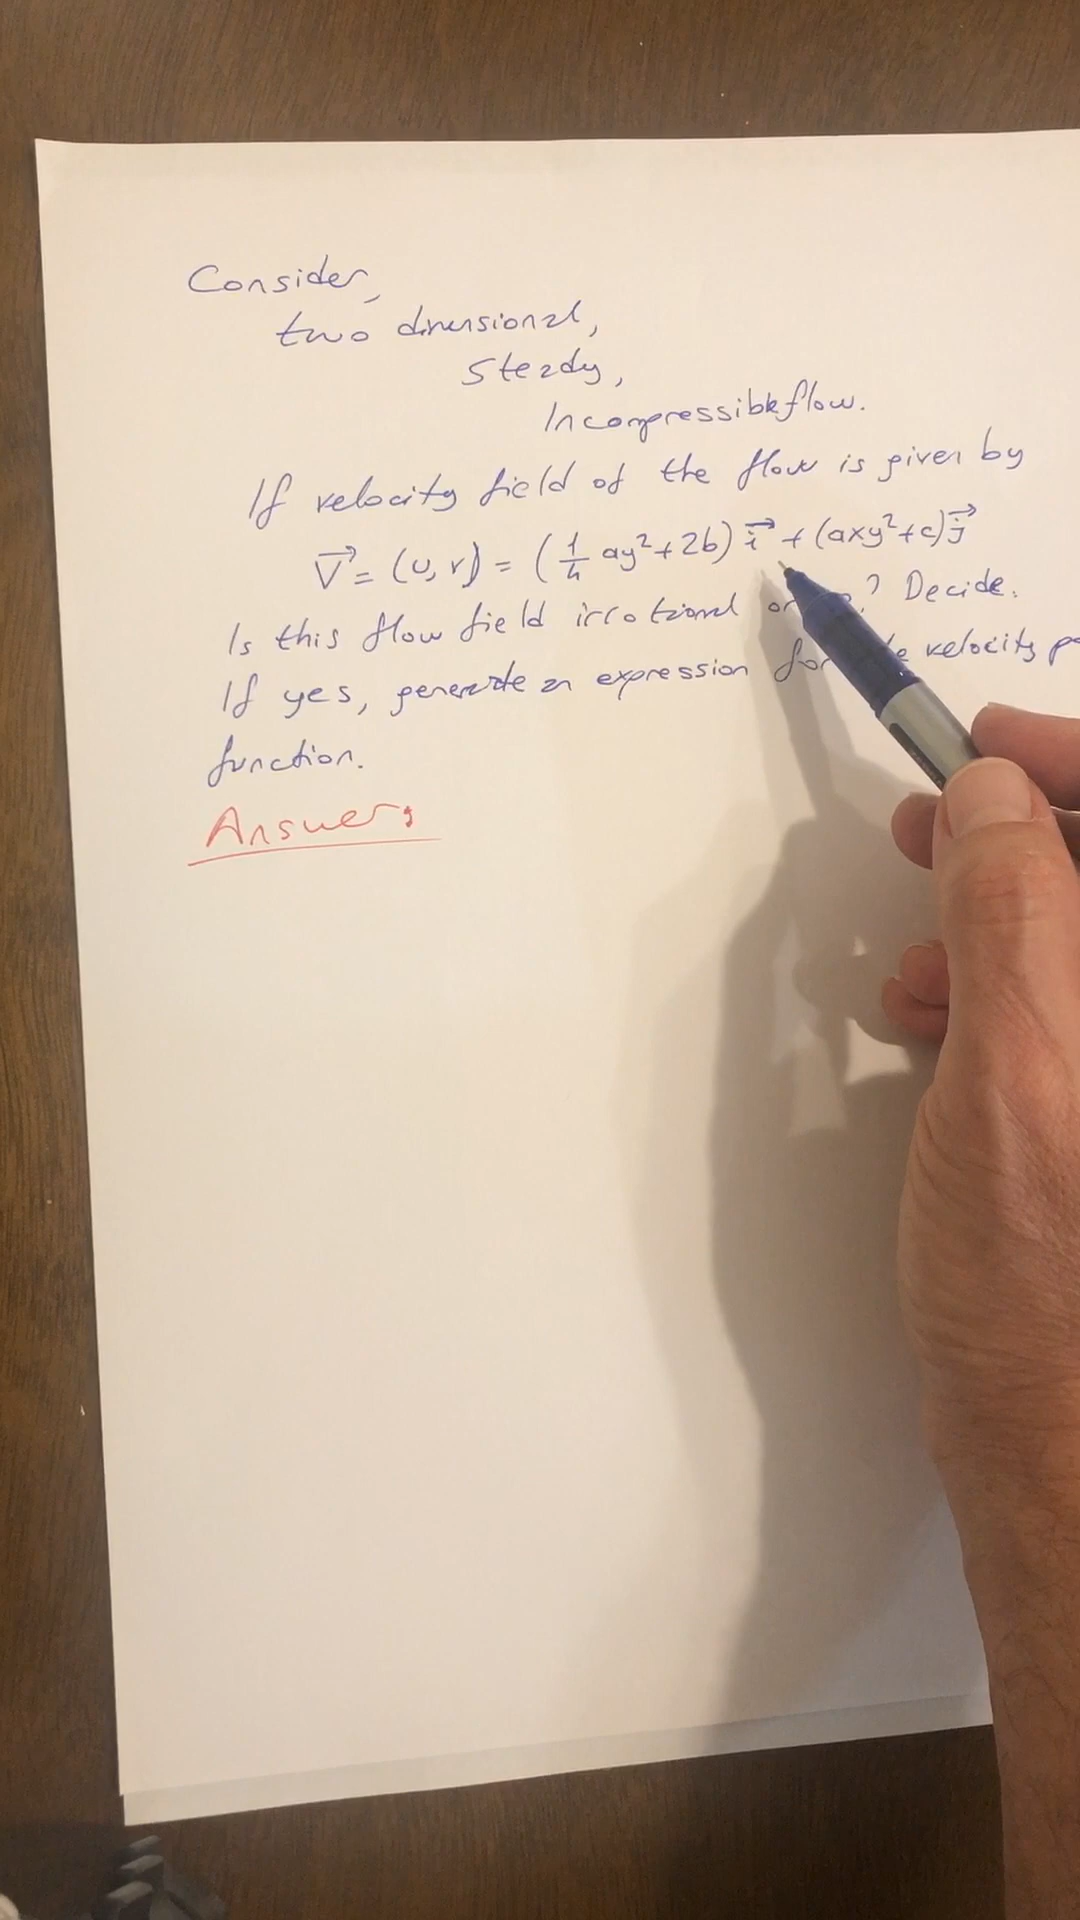 Consider,
two dimensional,
Steady,
Incompressible flow.
If velocity field of the flow is given by
V⃗ = (u, v) = (1/4 ay² + 2b) i⃗ + (axy² + c) j⃗
Is this flow field irrotional or ? Decide.
If yes, generate an expression for velocity
function.
Answer: